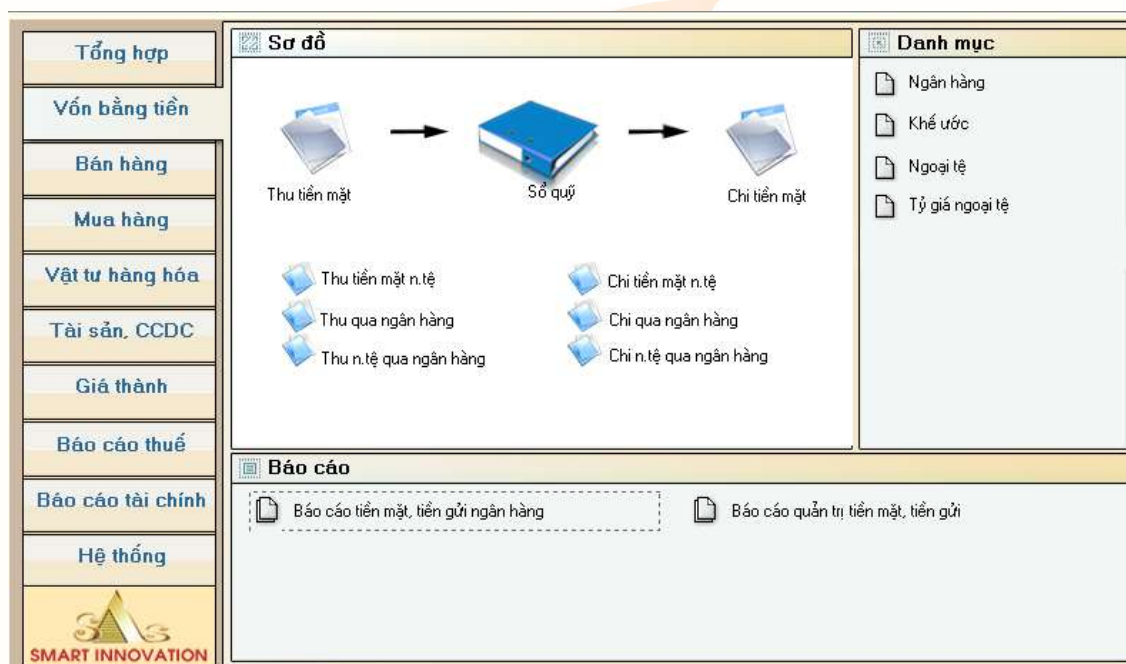 Tổng hợp
Vốn bằng tiền
Bán hàng
Mua hàng
Vật tư hàng hóa
Tài sản, CCDC
Giá thành
Báo cáo thuế
Báo cáo tài chính
Hệ thống
SAS
SMART INNOVATION
Sơ đồ
Thu tiền mặt
Sổ quỹ
Chi tiền mặt
Thu tiền mặt n.tệ
Chi tiền mặt n.tệ
Thu qua ngân hàng
Chi qua ngân hàng
Thu n.tệ qua ngân hàng
Chi n.tệ qua ngân hàng
Danh mục
Ngân hàng
Khế ước
Ngoại tệ
Tỷ giá ngoại tệ
Báo cáo
Báo cáo tiền mặt, tiền gửi ngân hàng
Báo cáo quản trị tiền mặt, tiền gửi